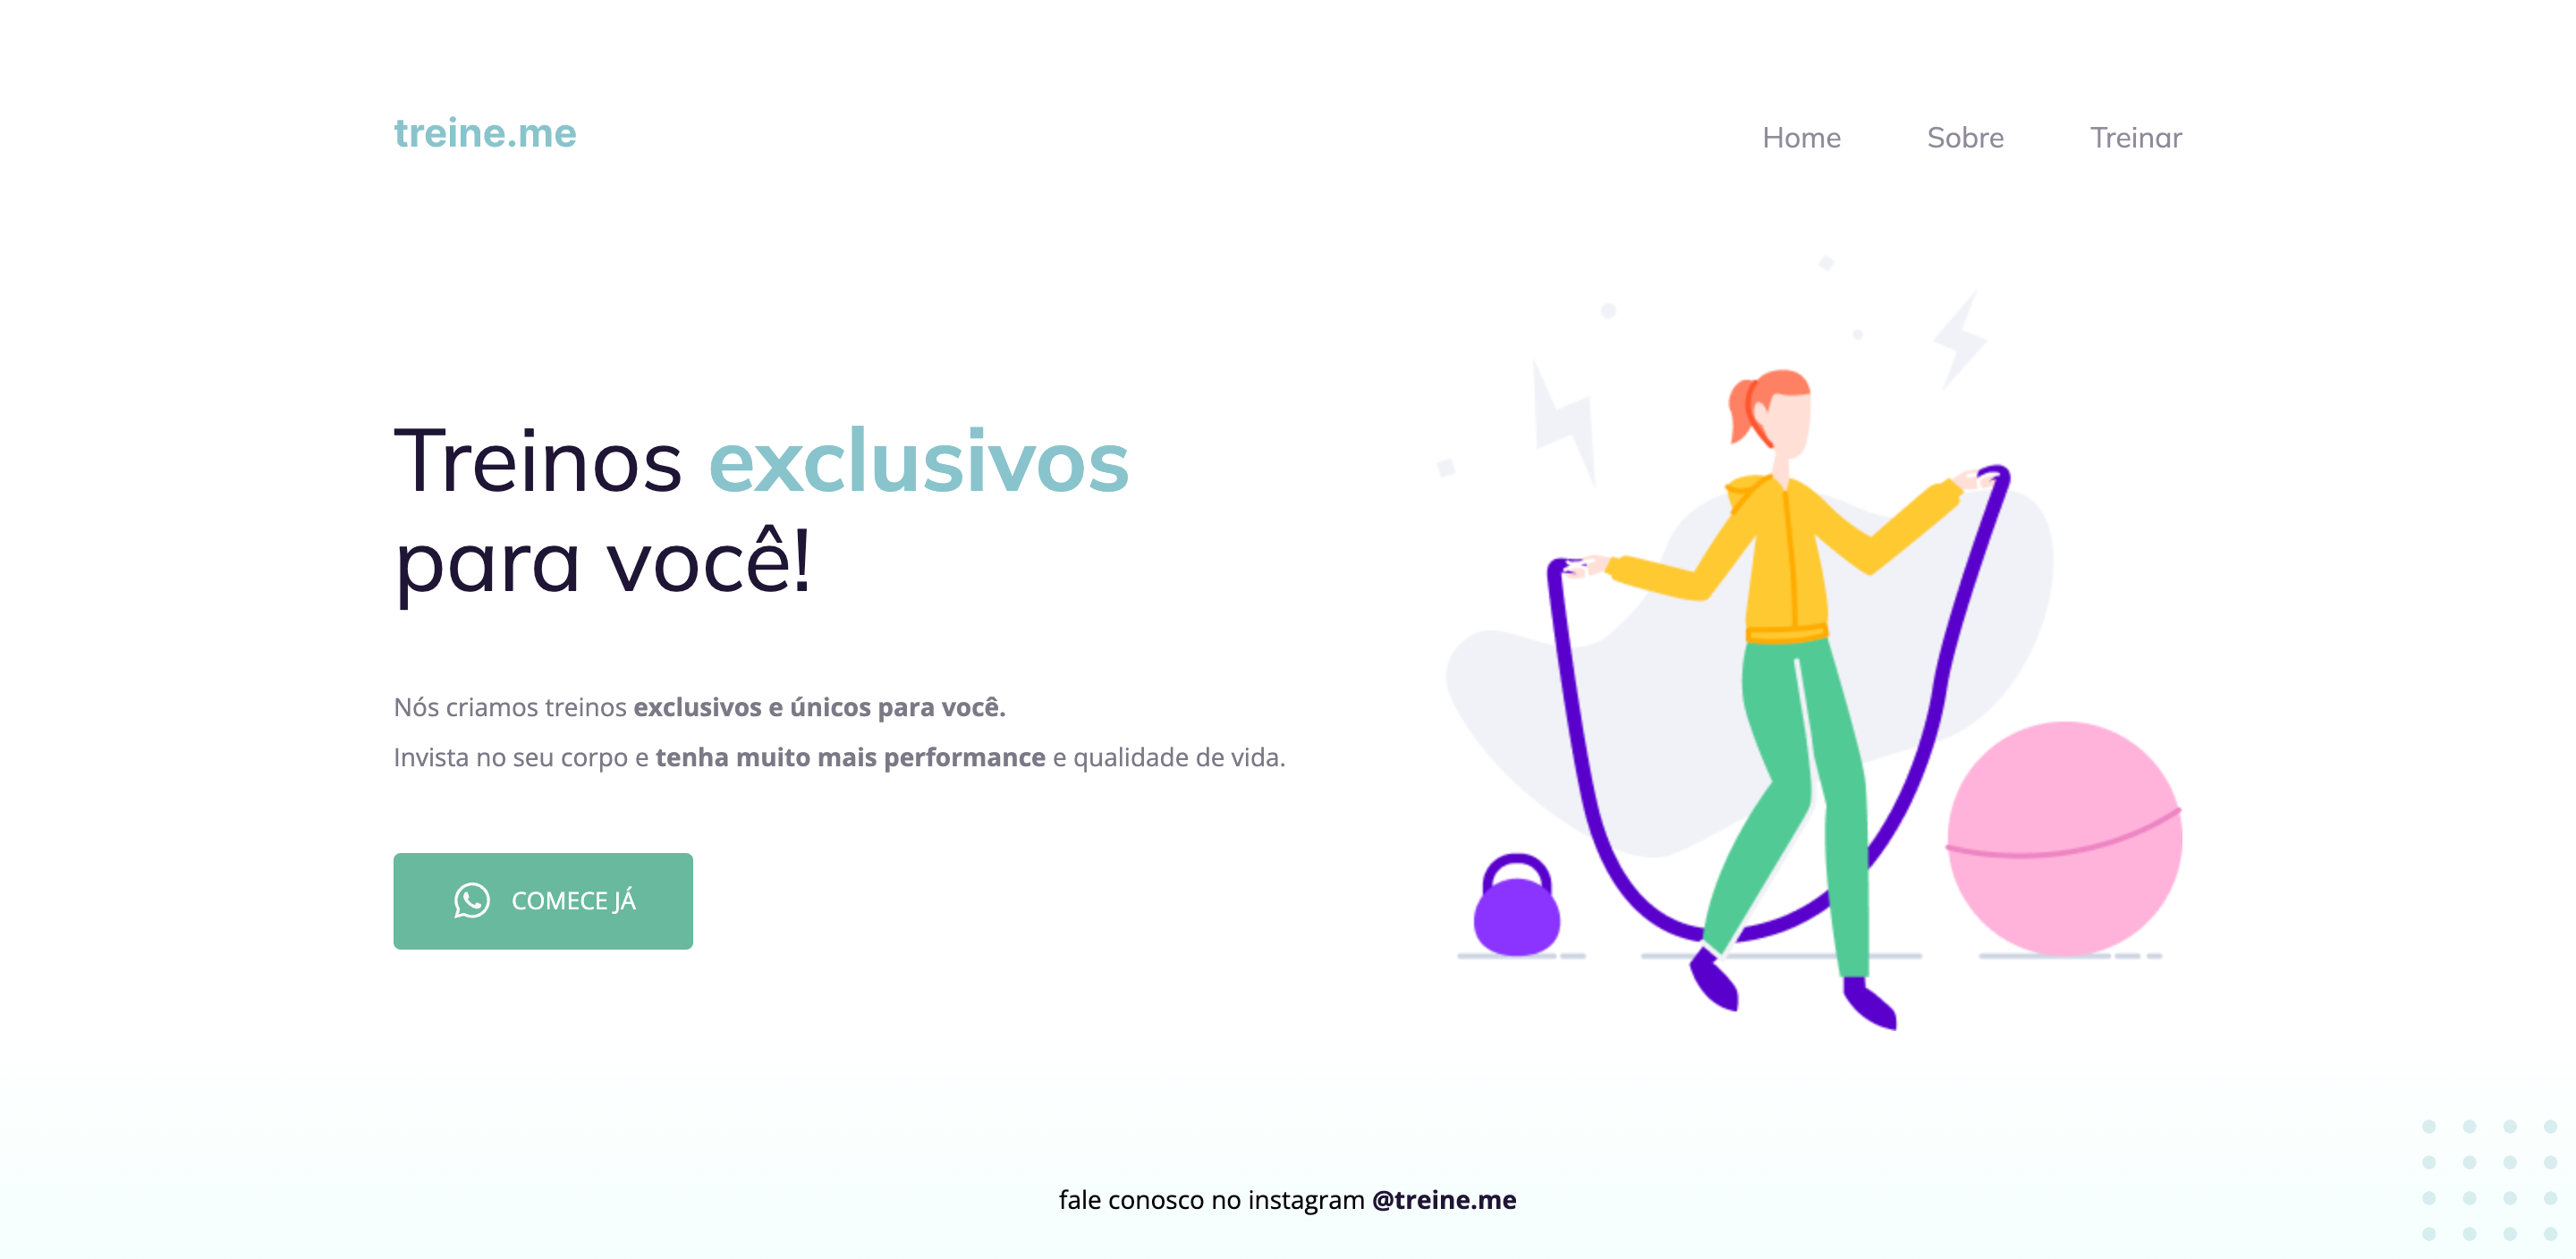 treine.me
Home
Sobre
Treinar
Treinos exclusivos
para você!
Nós criamos treinos exclusivos e únicos para você.
Invista no seu corpo e tenha muito mais performance e qualidade de vida.
COMECE JÁ
fale conosco no instagram @treine.me